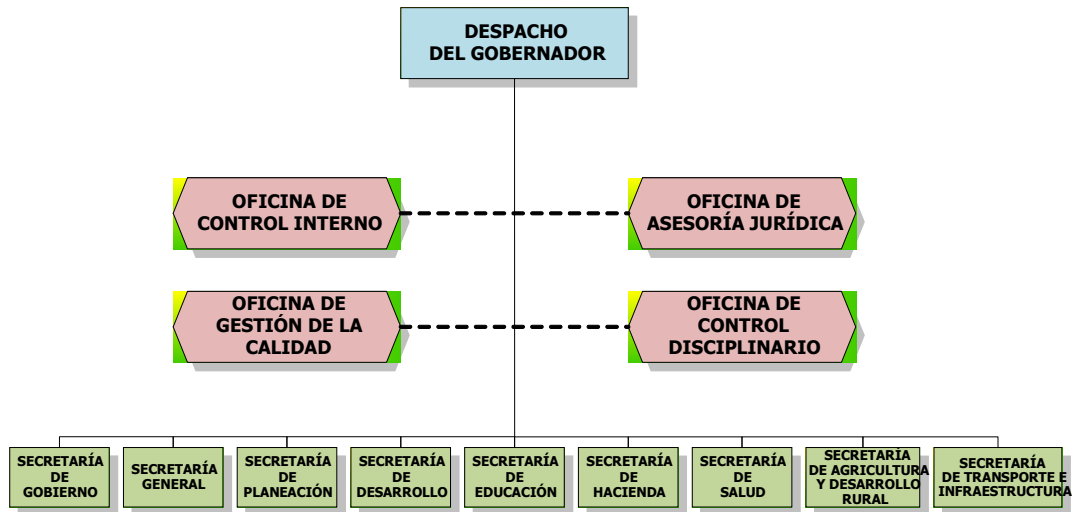 DESPACHO
DEL GOBERNADOR
OFICINA DE
CONTROL INTERNO
OFICINA DE
ASESORÍA JURÍDICA
OFICINA DE
GESTIÓN DE LA
CALIDAD
OFICINA DE
CONTROL
DISCIPLINARIO
SECRETARÍA
DE
GOBIERNO
SECRETARÍA
GENERAL
SECRETARÍA
DE
PLANEACIÓN
SECRETARÍA
DE
DESARROLLO
SECRETARÍA
DE
EDUCACIÓN
SECRETARÍA
DE
HACIENDA
SECRETARÍA
DE
SALUD
SECRETARÍA
DE AGRICULTURA
Y DESARROLLO
RURAL
SECRETARÍA
DE TRANSPORTE E
INFRAESTRUCTURA